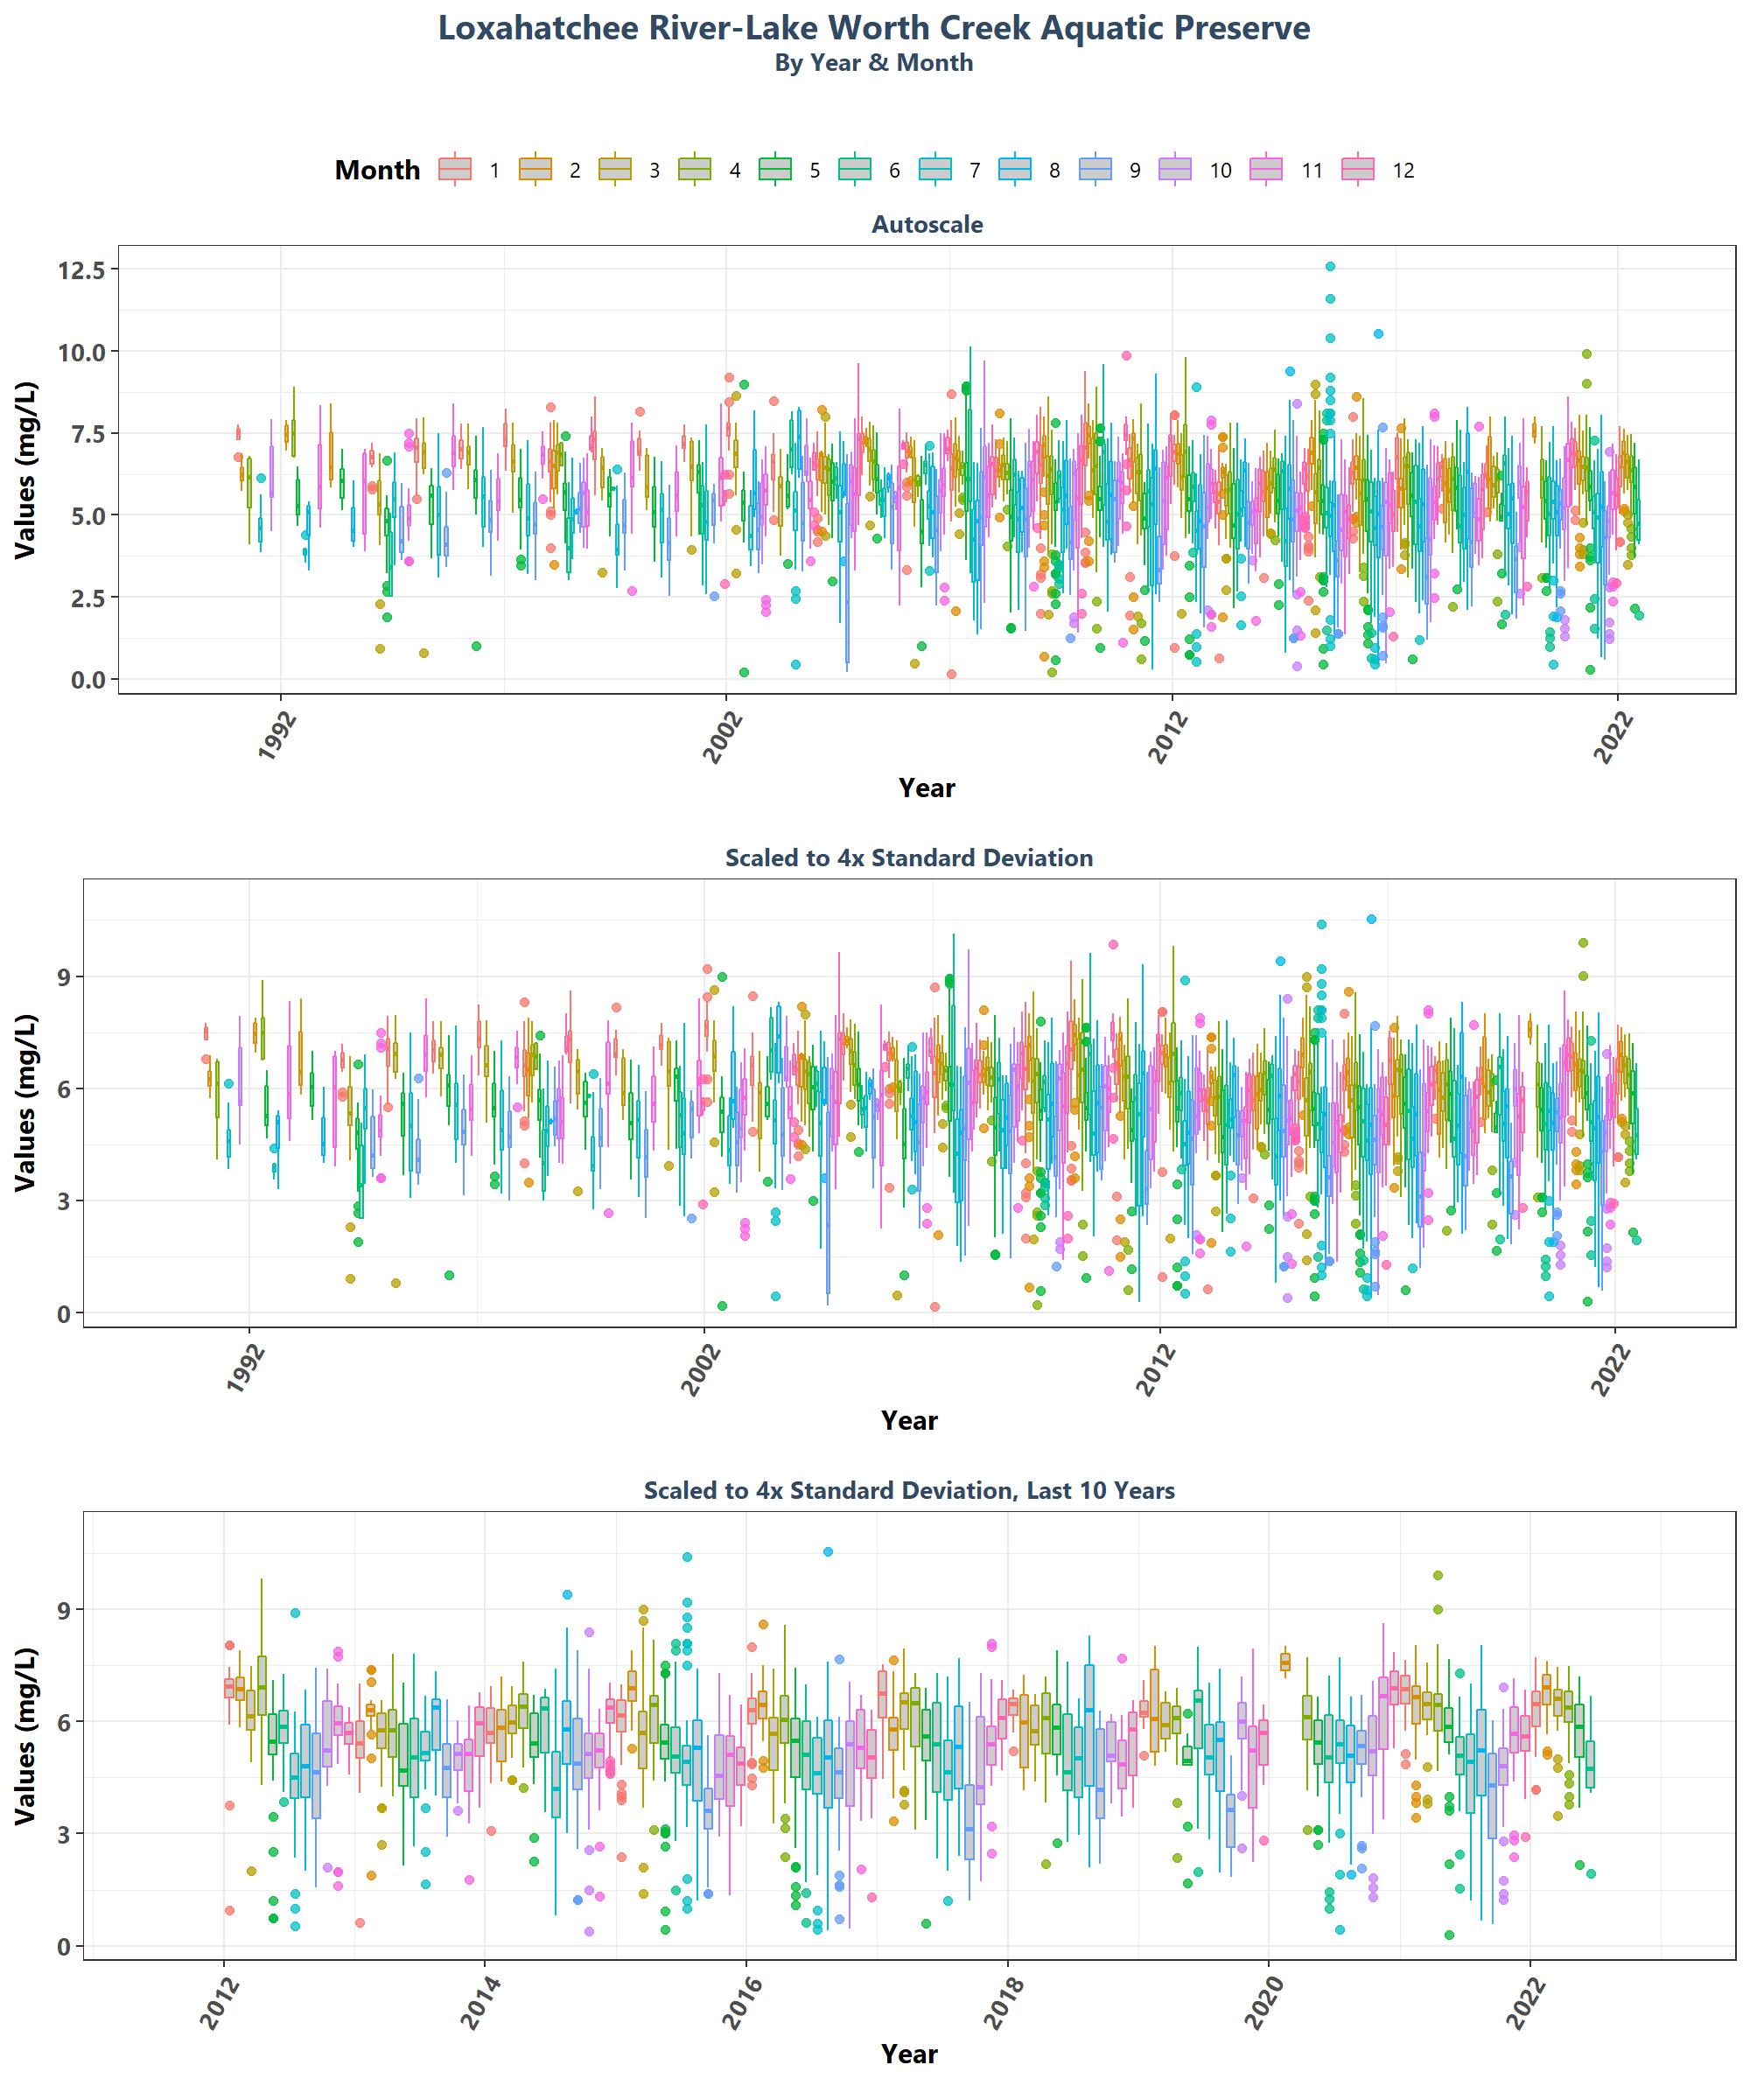 Loxahatchee River-Lake Worth Creek Aquatic Preserve
By Year & Month
Month 1 2 3 4 5 6 7 8 9 10 11 12
Autoscale
12.5
10.0
7.5
5.0
2.5
0.0
Values (mg/L)
1992 2002 2012 2022
Year
Scaled to 4x Standard Deviation
9
6
3
0
Values (mg/L)
1992 2002 2012 2022
Year
Scaled to 4x Standard Deviation, Last 10 Years
9
6
3
0
Values (mg/L)
2012 2014 2016 2018 2020 2022
Year